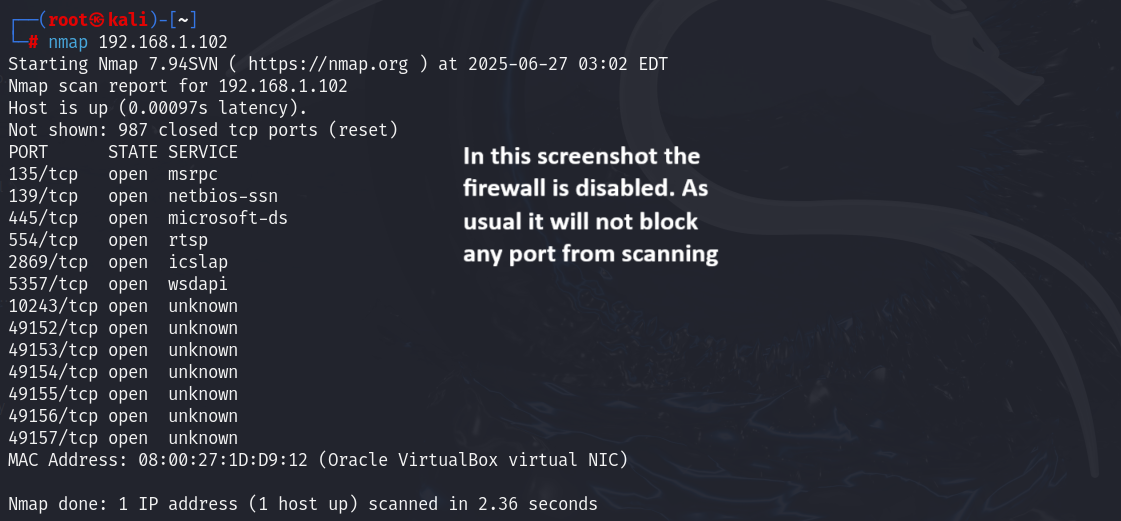 ┌──(root㉿kali)-[~]
└─# nmap 192.168.1.102
Starting Nmap 7.94SVN ( https://nmap.org ) at 2025-06-27 03:02 EDT
Nmap scan report for 192.168.1.102
Host is up (0.00097s latency).
Not shown: 987 closed tcp ports (reset)
PORT      STATE SERVICE
135/tcp   open  msrpc
139/tcp   open  netbios-ssn
445/tcp   open  microsoft-ds
554/tcp   open  rtsp
2869/tcp  open  icslap
5357/tcp  open  wsdapi
10243/tcp open  unknown
49152/tcp open  unknown
49153/tcp open  unknown
49154/tcp open  unknown
49155/tcp open  unknown
49156/tcp open  unknown
49157/tcp open  unknown
MAC Address: 08:00:27:1D:D9:12 (Oracle VirtualBox virtual NIC)
Nmap done: 1 IP address (1 host up) scanned in 2.36 seconds
In this screenshot the
firewall is disabled. As
usual it will not block
any port from scanning